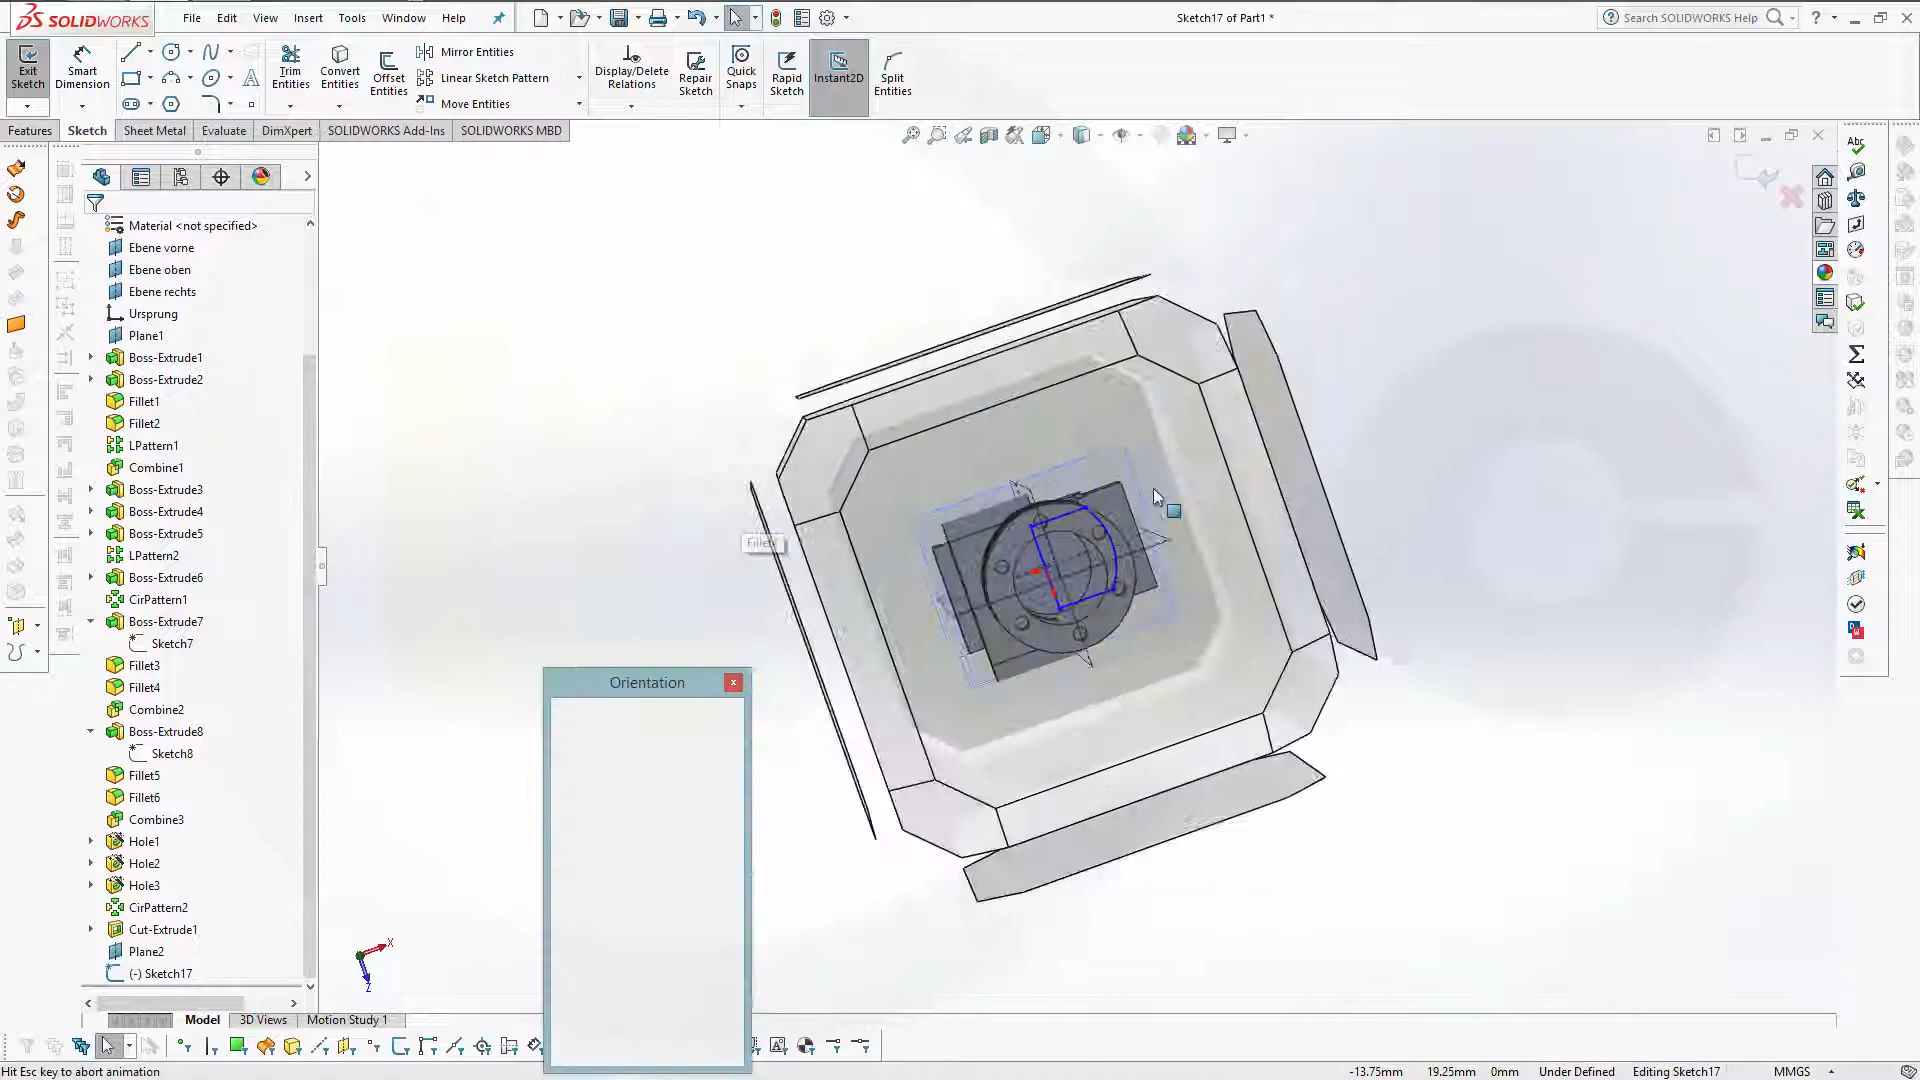 SOLIDWORKS
File Edit View Insert Tools Window Help
Sketch17 of Part1 *
Search SOLIDWORKS Help
Exit Sketch
Smart Dimension
Trim Entities
Convert Entities
Offset Entities
Mirror Entities
Linear Sketch Pattern
Move Entities
Display/Delete Relations
Repair Sketch
Quick Snaps
Rapid Sketch
Instant2D
Split Entities
Features Sketch Sheet Metal Evaluate DimXpert SOLIDWORKS Add-Ins SOLIDWORKS MBD
Material <not specified>
Ebene vorne
Ebene oben
Ebene rechts
Ursprung
Plane1
Boss-Extrude1
Boss-Extrude2
Fillet1
Fillet2
LPattern1
Combine1
Boss-Extrude3
Boss-Extrude4
Boss-Extrude5
LPattern2
Boss-Extrude6
CirPattern1
Boss-Extrude7
Sketch7
Fillet3
Fillet4
Combine2
Boss-Extrude8
Sketch8
Fillet5
Fillet6
Combine3
Hole1
Hole2
Hole3
CirPattern2
Cut-Extrude1
Plane2
(-) Sketch17
Orientation
X
Z
Abc
Model 3D Views Motion Study 1
Hit Esc key to abort animation
-13.75mm 19.25mm 0mm Under Defined Editing Sketch17 MMGS